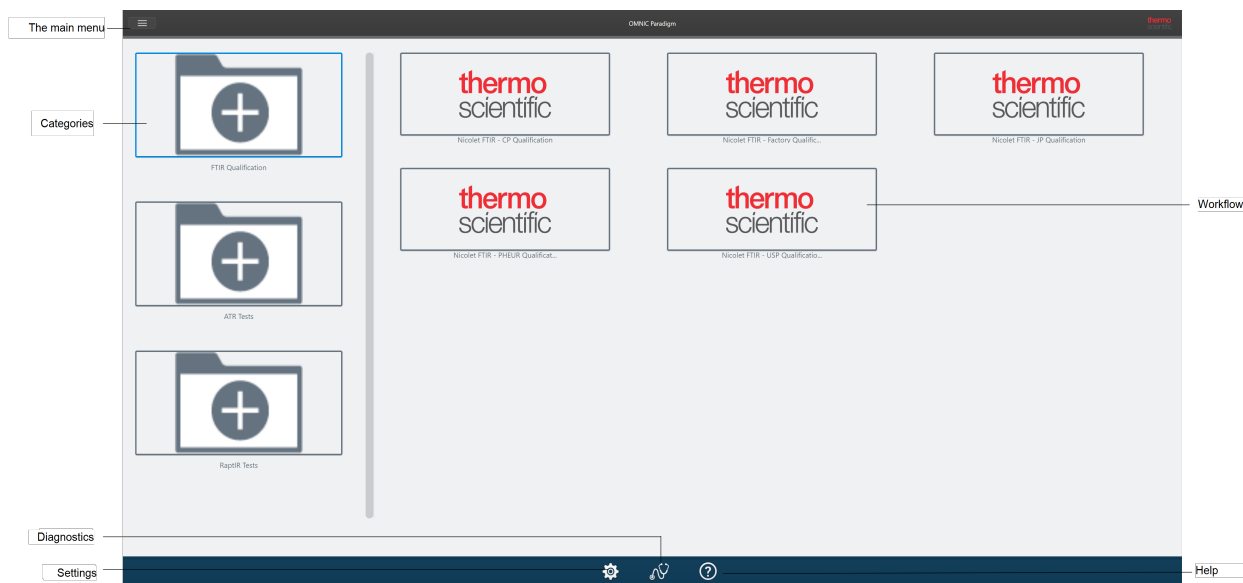 The main menu
OMNIC Paradigm
thermo
scientific
Categories
thermo
scientific
Nicolet FTIR - CP Qualification
thermo
scientific
Nicolet FTIR - Factory Qualific...
thermo
scientific
Nicolet FTIR - JP Qualification
FTIR Qualification
thermo
scientific
Nicolet FTIR - PHEUR Qualificat...
thermo
scientific
Nicolet FTIR - USP Qualificatio...
Workflow
ATR Tests
RaptIR Tests
Diagnostics
Settings
Help